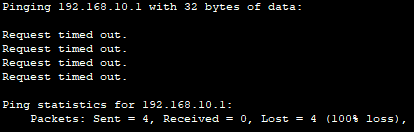 Pinging 192.168.10.1 with 32 bytes of data:
Request timed out.
Request timed out.
Request timed out.
Request timed out.
Ping statistics for 192.168.10.1:
Packets: Sent = 4, Received = 0, Lost = 4 (100% loss),